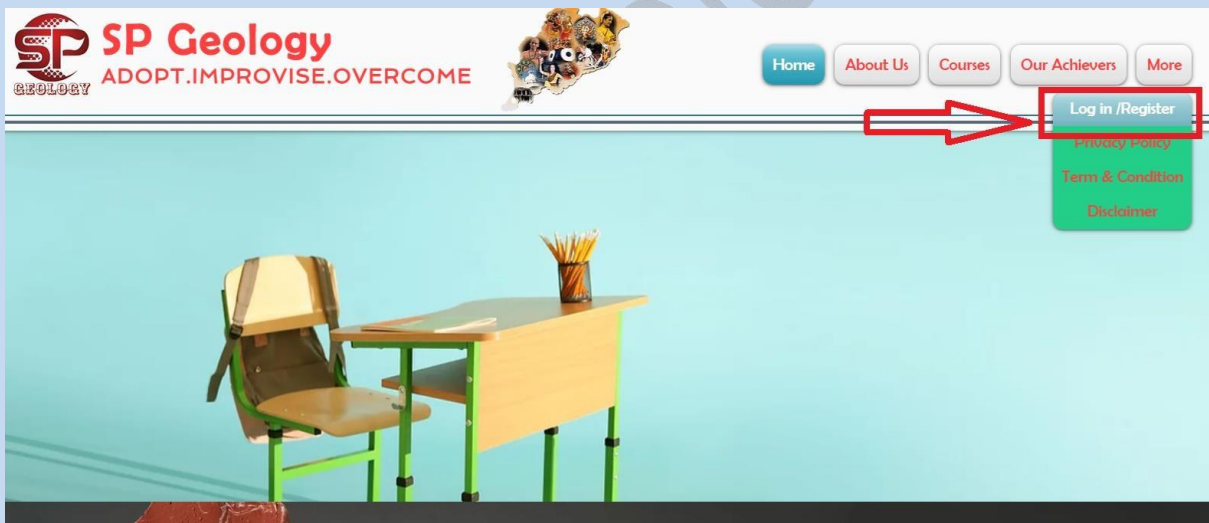 SP
GEOLOGY
SP Geology
ADOPT.IMPROVISE.OVERCOME
Home
About Us
Courses
Our Achievers
More
Log in /Register
Privacy Policy
Term & Condition
Disclaimer